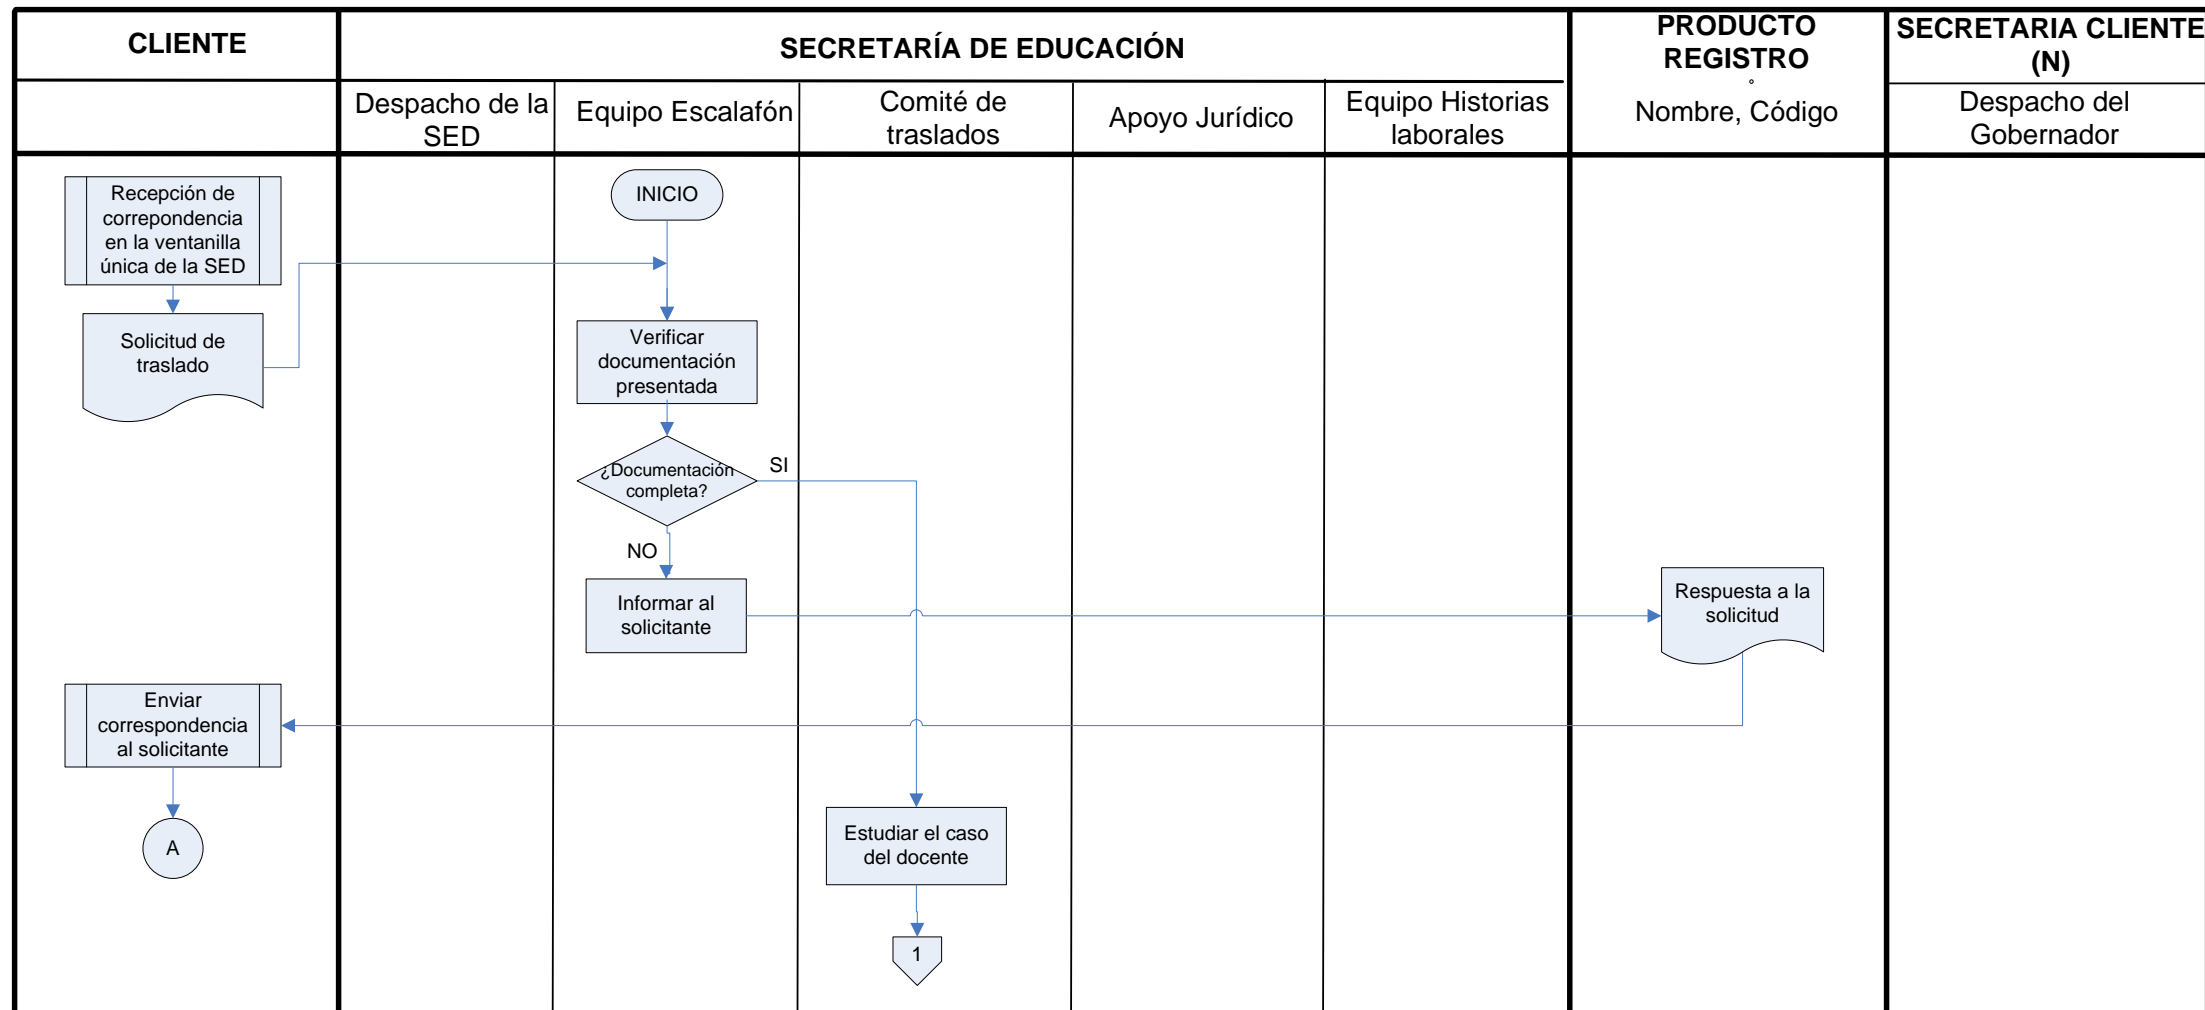 CLIENTE
SECRETARÍA DE EDUCACIÓN
PRODUCTO
REGISTRO
Nombre, Código
SECRETARIA CLIENTE
(N)
Despacho de la
SED
Equipo Escalafón
Comité de
traslados
Apoyo Jurídico
Equipo Historias
laborales
Despacho del
Gobernador
Recepción de
correpondencia
en la ventanilla
única de la SED
INICIO
Solicitud de
traslado
Verificar
documentación
presentada
¿Documentación
completa?
SI
NO
Informar al
solicitante
Respuesta a la
solicitud
Enviar
correspondencia
al solicitante
A
Estudiar el caso
del docente
1